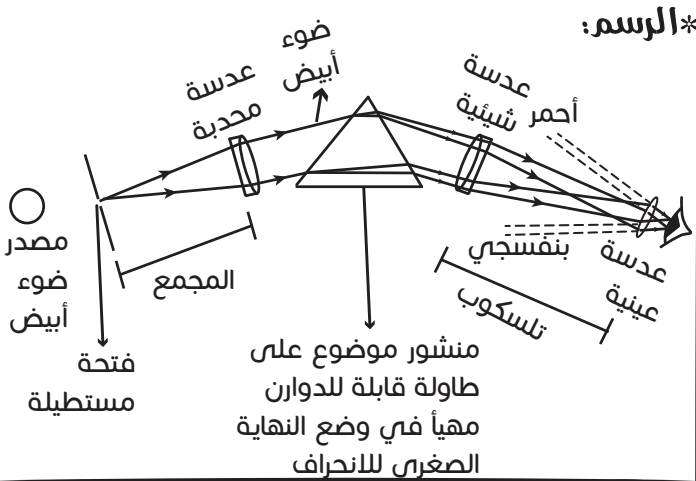 *الرسم:
ضوء
أبيض
عدسة
محدبة
عدسة
شيئية
أحمر
مصدر
ضوء
أبيض
المجمع
بنفسجي
عدسة
عينية
تلسكوب
فتحة
مستطيلة
منشور موضوع على
طاولة قابلة للدوارن
مهيأ في وضع النهاية
الصغرى للانحراف